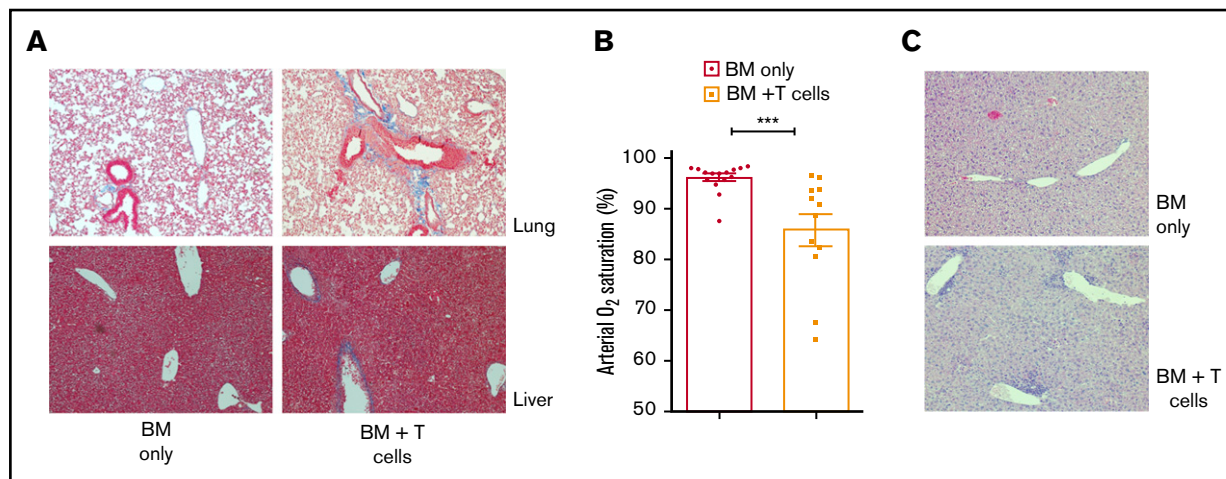 A
Lung
Liver
BM
only
BM + T
cells
B
BM only
BM +T cells
***
Arterial O₂ saturation (%)
100
90
80
70
60
50
C
BM
only
BM + T
cells